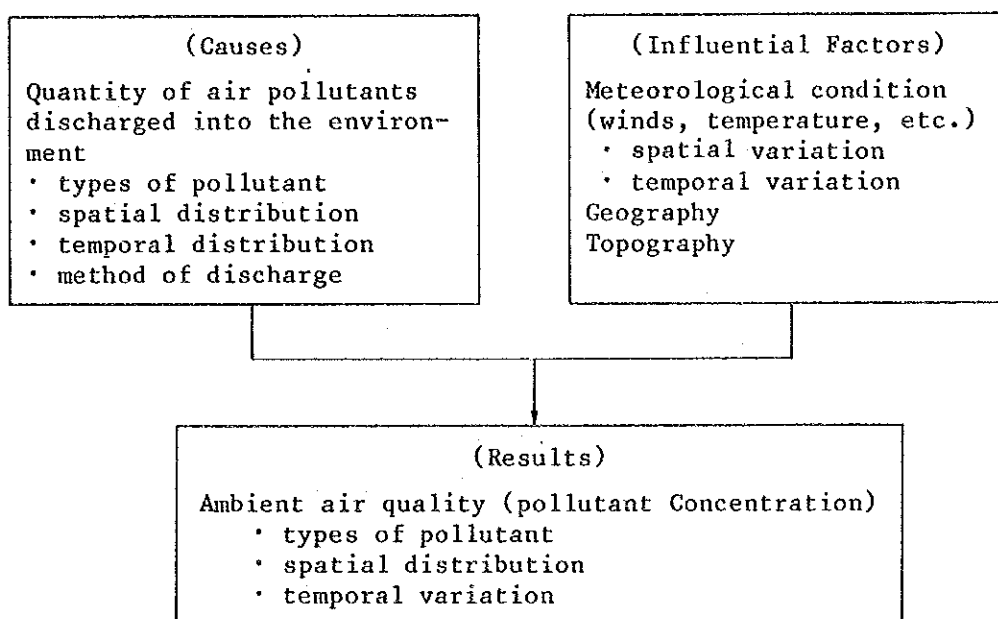 (Causes)
Quantity of air pollutants
discharged into the environ-
ment
· types of pollutant
· spatial distribution
· temporal distribution
· method of discharge
(Influential Factors)
Meteorological condition
(winds, temperature, etc.)
· spatial variation
· temporal variation
Geography
Topography
(Results)
Ambient air quality (pollutant Concentration)
· types of pollutant
· spatial distribution
· temporal variation